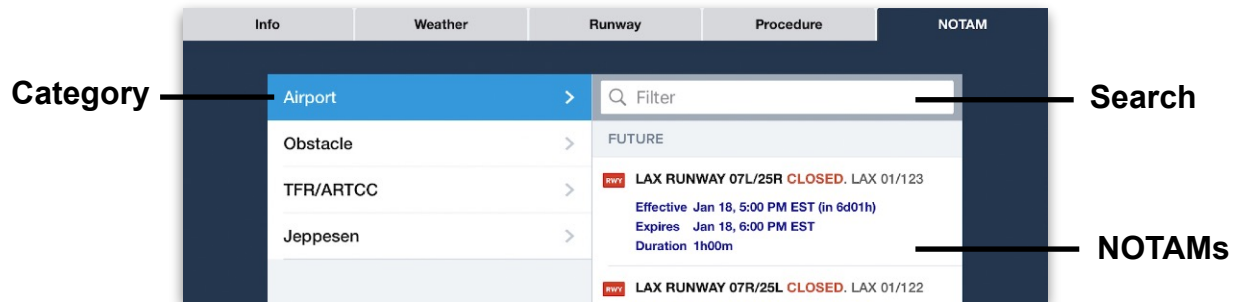 Info Weather Runway Procedure NOTAM
Category
Airport
Obstacle
TFR/ARTCC
Jeppesen
Filter
Search
FUTURE
RWY LAX RUNWAY 07L/25R CLOSED. LAX 01/123
Effective Jan 18, 5:00 PM EST (in 6d01h)
Expires Jan 18, 6:00 PM EST
Duration 1h00m
NOTAMs
RWY LAX RUNWAY 07R/25L CLOSED. LAX 01/122